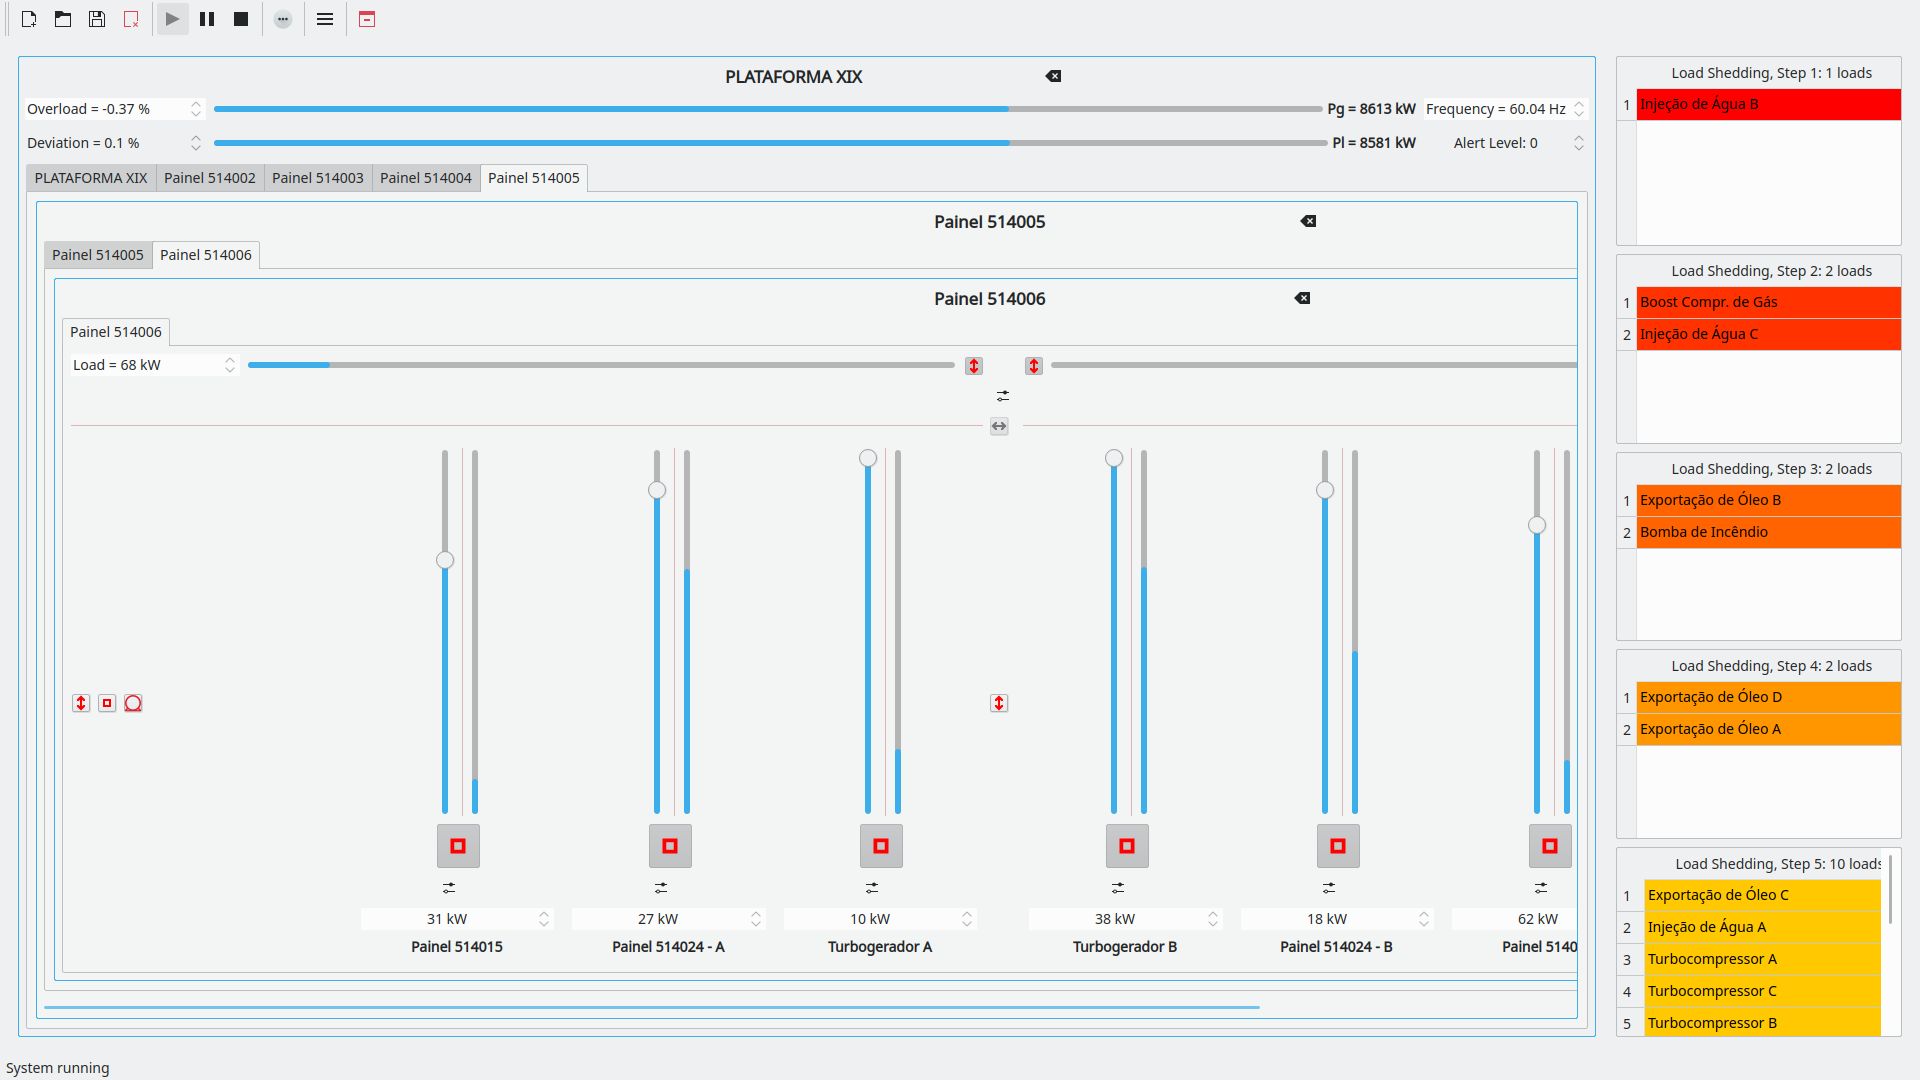 PLATAFORMA XIX
Overload = -0.37 %
Pg = 8613 kW
Frequency = 60.04 Hz
Deviation = 0.1 %
Pl = 8581 kW
Alert Level: 0
PLATAFORMA XIX
Painel 514002
Painel 514003
Painel 514004
Painel 514005
Painel 514005
Painel 514005
Painel 514006
Painel 514006
Painel 514006
Load = 68 kW
31 kW
27 kW
10 kW
38 kW
18 kW
62 kW
Painel 514015
Painel 514024 - A
Turbogerador A
Turbogerador B
Painel 514024 - B
Painel 5140
Load Shedding, Step 1: 1 loads
1 Injeção de Água B
Load Shedding, Step 2: 2 loads
1 Boost Compr. de Gás
2 Injeção de Água C
Load Shedding, Step 3: 2 loads
1 Exportação de Óleo B
2 Bomba de Incêndio
Load Shedding, Step 4: 2 loads
1 Exportação de Óleo D
2 Exportação de Óleo A
Load Shedding, Step 5: 10 loads
1 Exportação de Óleo C
2 Injeção de Água A
3 Turbocompressor A
4 Turbocompressor C
5 Turbocompressor B
System running